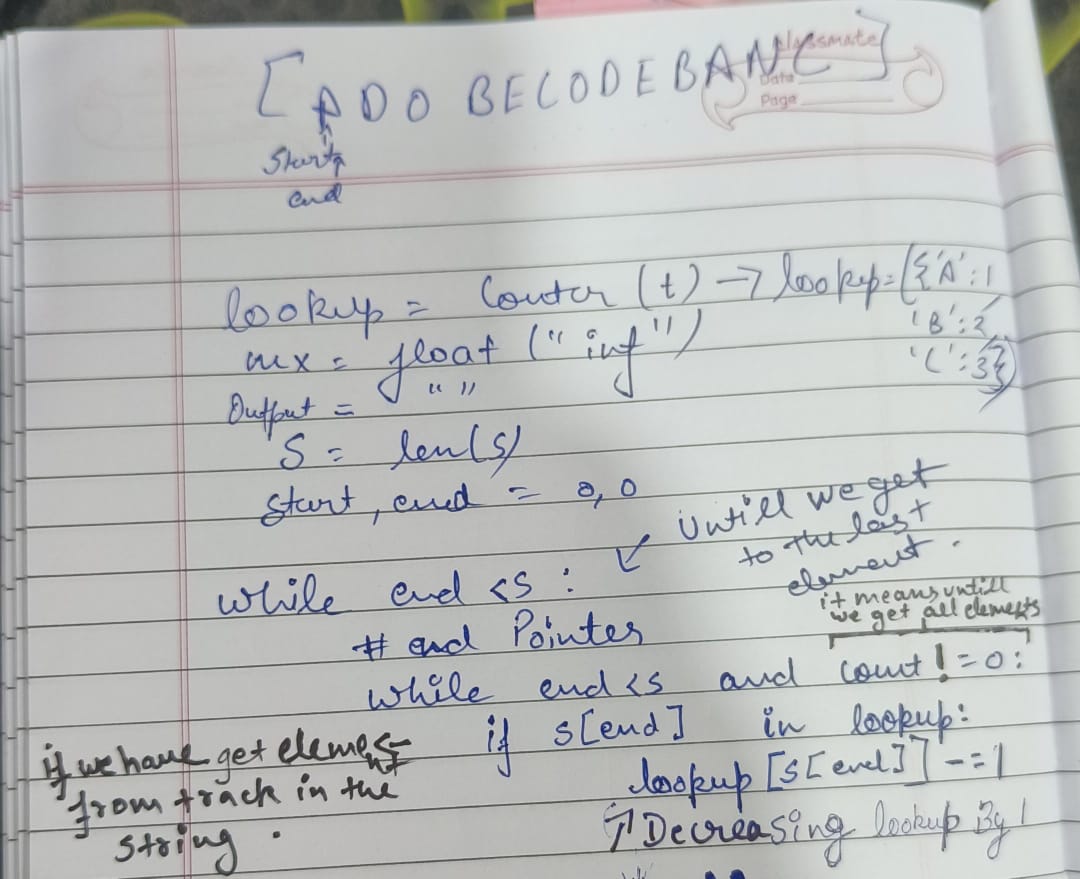 classmate
Date
Page
[ADOBECODEBANC]
Start,
end
lookup = Couter (t) → lookup = ({'A':1
'B':2
'C':3})
mx = float ("inf")
Output = " "
S = len(s)
start, end = 0,0
while end <S : ↙ Untill we get
to the last
element.
# end Pointer
it means untill
we get all elements
while end <s and count != 0:
if s[end] in lookup:
if we have get element
from track in the
string.
lookup [s[end]] -= 1
↑ Decreasing lookup By 1